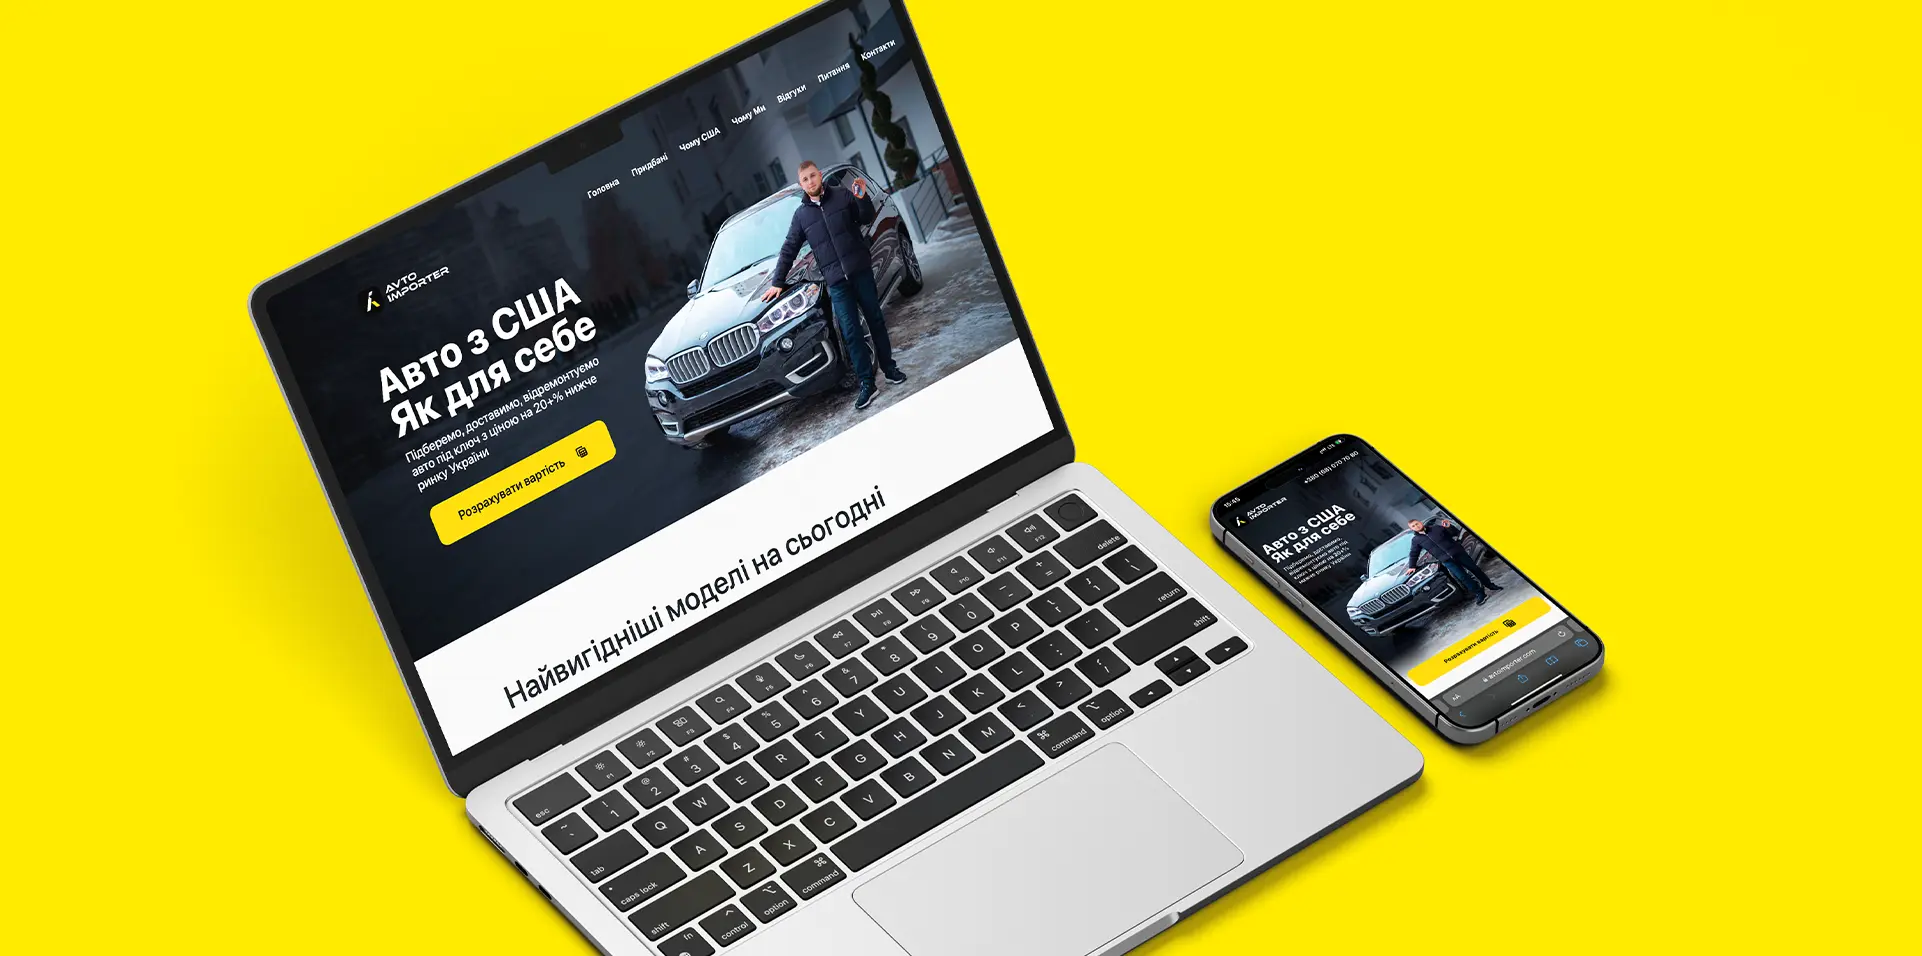 Головна
Придбані
Чому США
Чому Ми
Відгухи
Питання
Контакти
AVTO
IMPORTER
Авто з США
Як для себе
Підберемо, доставимо, відремонтуємо
авто під ключ з ціною на 20+% нижче
ринку України
Розрахувати вартість
Найвигідніші моделі на сьогодні
esc
F1
F2
F3
F4
F5
F6
F7
F8
F9
F10
F11
F12
~ `
! 1
@ 2
# 3
$ 4
% 5
^ 6
& 7
* 8
( 9
) 0
_ -
+ =
delete
tab
Q W E R T Y U I O P { [ } ] | \
caps lock
A S D F G H J K L : ; " '
return
shift
Z X C V B N M < , > . ? /
shift
fn
^ control
⌥ option
⌘ command
⌘ command
⌥ option
15:45
LTE
+380 (68) 070 70 80
AVTO
IMPORTER
Авто з США
Як для себе
Підберемо, доставимо,
відремонтуємо авто під
ключ з ціною на 20+%
нижче ринку України
Розрахувати вартість
AA
avtoimporter.com